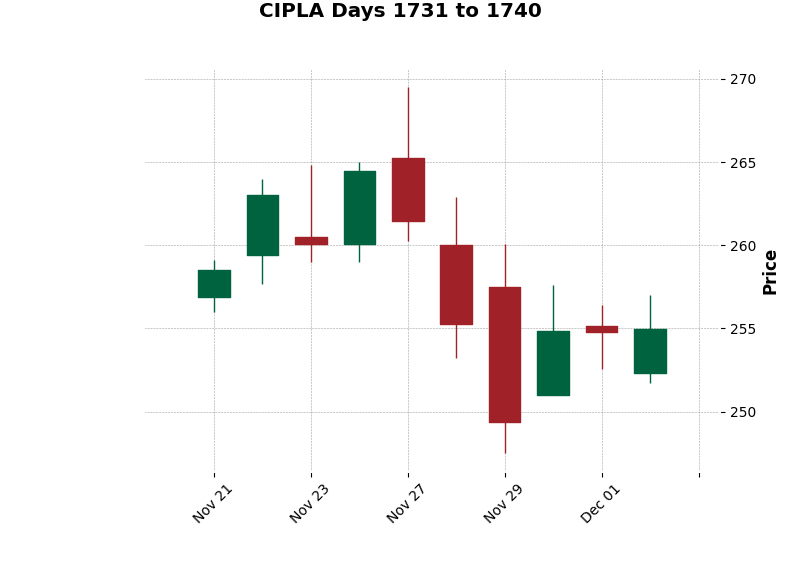 CIPLA Days 1731 to 1740
270
265
260
255
250
Price
Nov 21
Nov 23
Nov 27
Nov 29
Dec 01